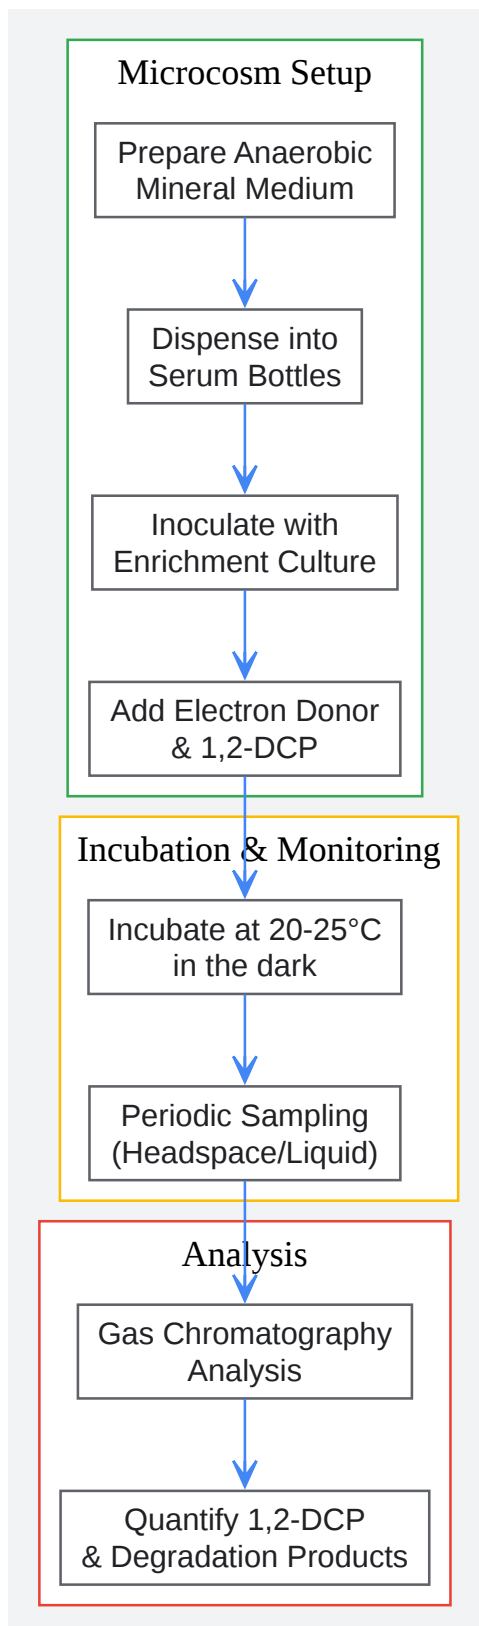 Microcosm Setup
Prepare Anaerobic
Mineral Medium
Dispense into
Serum Bottles
Inoculate with
Enrichment Culture
Add Electron Donor
& 1,2-DCP
Incubation & Monitoring
Incubate at 20-25°C
in the dark
Periodic Sampling
(Headspace/Liquid)
Analysis
Gas Chromatography
Analysis
Quantify 1,2-DCP
& Degradation Products